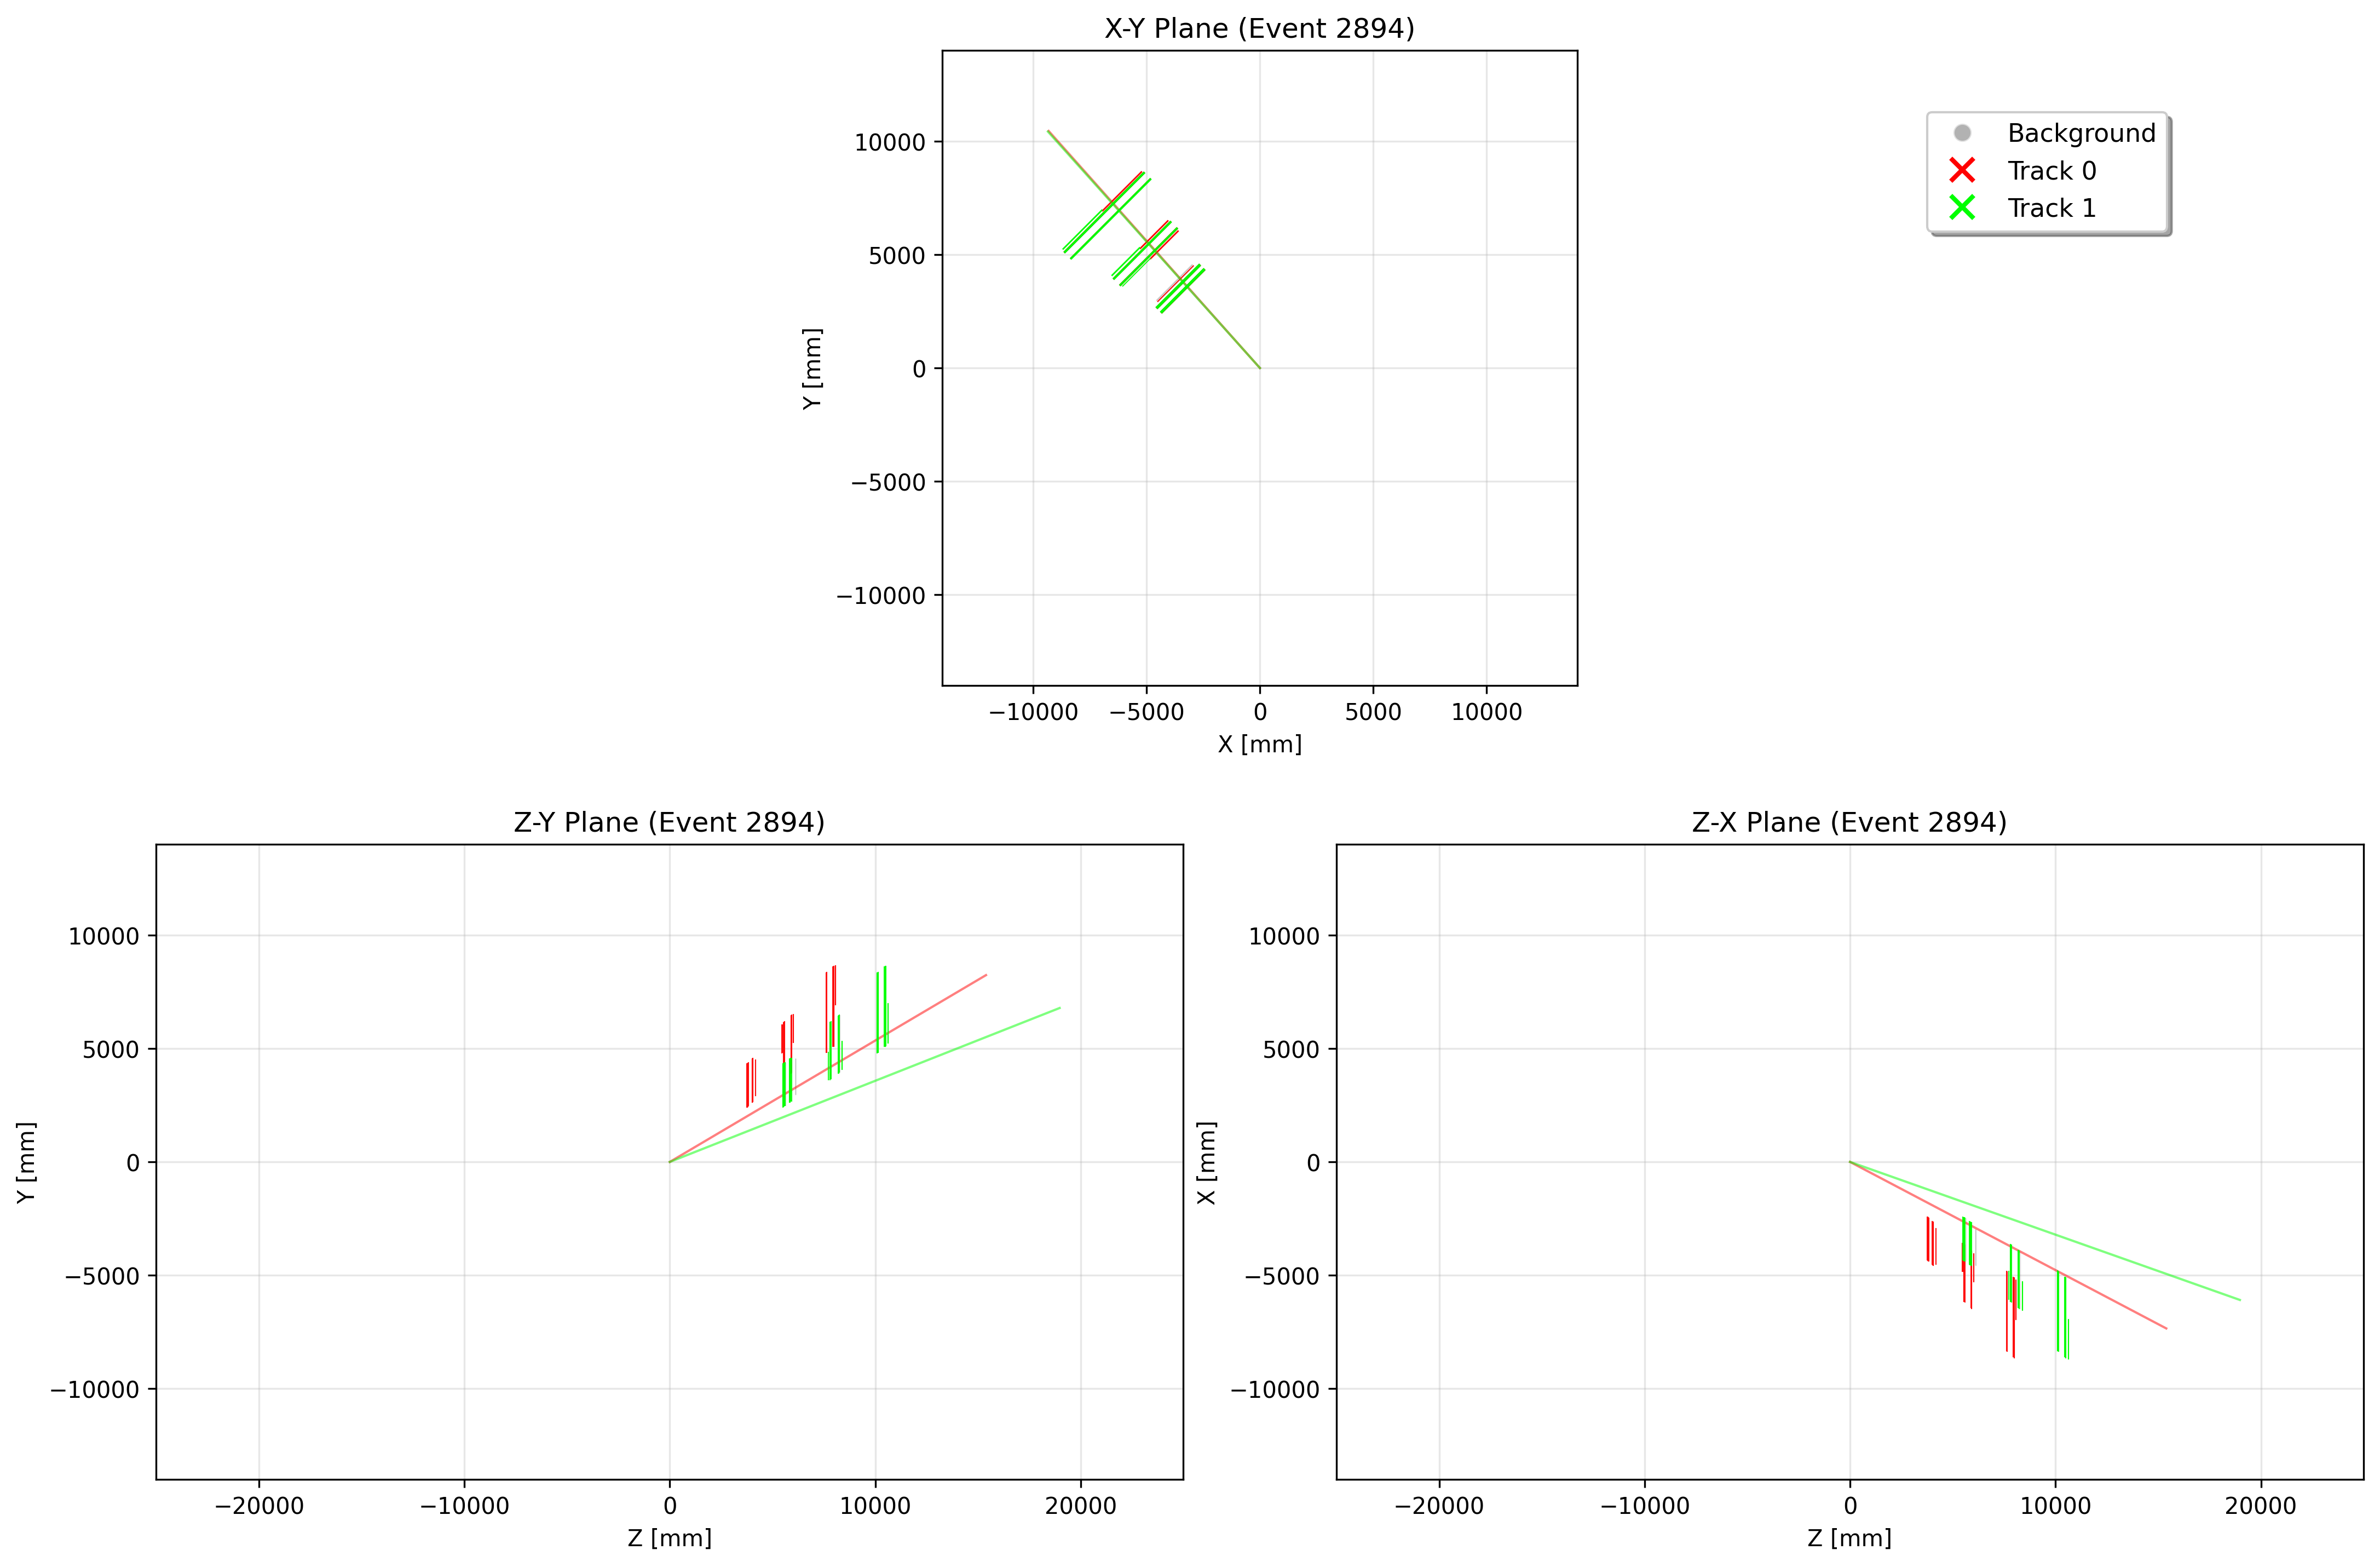 X-Y Plane (Event 2894)
Y [mm]
10000
5000
0
−5000
−10000
−10000 −5000 0 5000 10000
X [mm]
Background
Track 0
Track 1
Z-Y Plane (Event 2894)
Y [mm]
10000
5000
0
−5000
−10000
−20000 −10000 0 10000 20000
Z [mm]
Z-X Plane (Event 2894)
X [mm]
10000
5000
0
−5000
−10000
−20000 −10000 0 10000 20000
Z [mm]